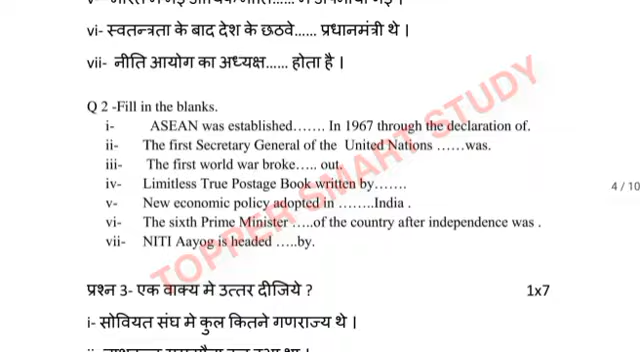 vi- स्वतन्त्रता के बाद देश के छठवे...... प्रधानमंत्री थे ।
vii- नीति आयोग का अध्यक्ष...... होता है ।
Q 2 -Fill in the blanks.
i- ASEAN was established……. In 1967 through the declaration of.
ii- The first Secretary General of the United Nations ……was.
iii- The first world war broke….. out.
iv- Limitless True Postage Book written by…….
v- New economic policy adopted in ……..India .
vi- The sixth Prime Minister …..of the country after independence was .
vii- NITI Aayog is headed …..by.
TOPPER SMART STUDY
4 / 10
प्रश्न 3- एक वाक्य मे उत्तर दीजिये ? 1x7
i- सोवियत संघ मे कुल कितने गणराज्य थे ।